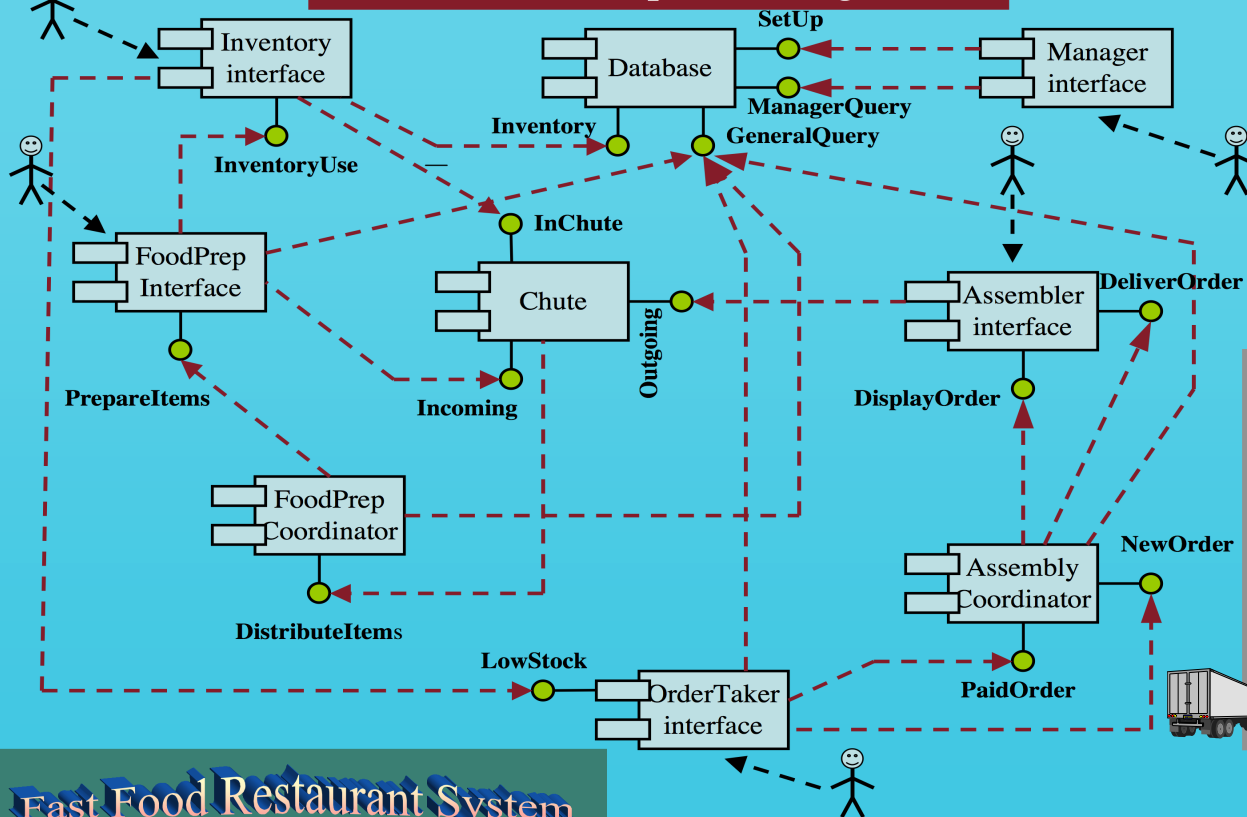 SetUp
Inventory
interface
Database
Manager
interface
ManagerQuery
Inventory
GeneralQuery
InventoryUse
InChute
FoodPrep
Interface
Chute
Outgoing
Assembler
interface
DeliverOrder
PrepareItems
Incoming
DisplayOrder
FoodPrep
Coordinator
NewOrder
Assembly
Coordinator
DistributeItems
LowStock
OrderTaker
interface
PaidOrder
Fast Food Restaurant System